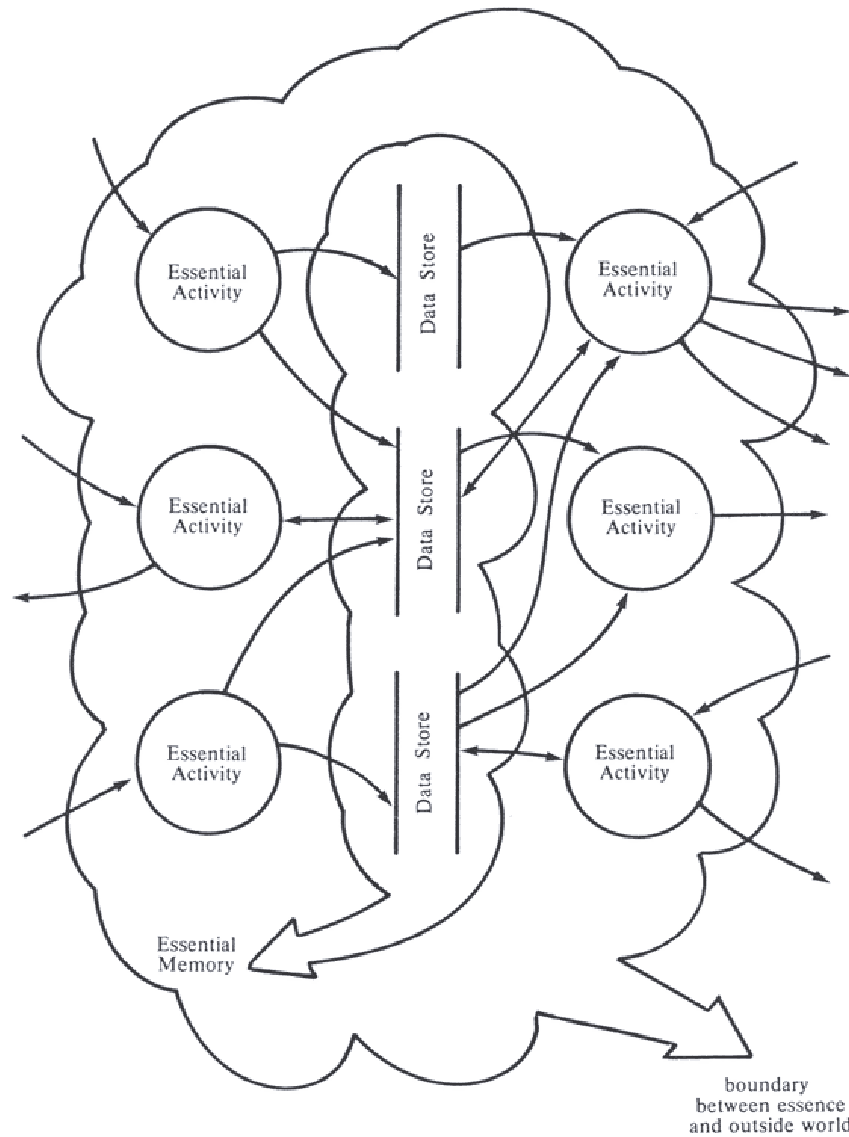 Essential
Activity
Data Store
Essential
Activity
Essential
Activity
Data Store
Essential
Activity
Essential
Activity
Data Store
Essential
Activity
Essential
Memory
boundary
between essence
and outside world